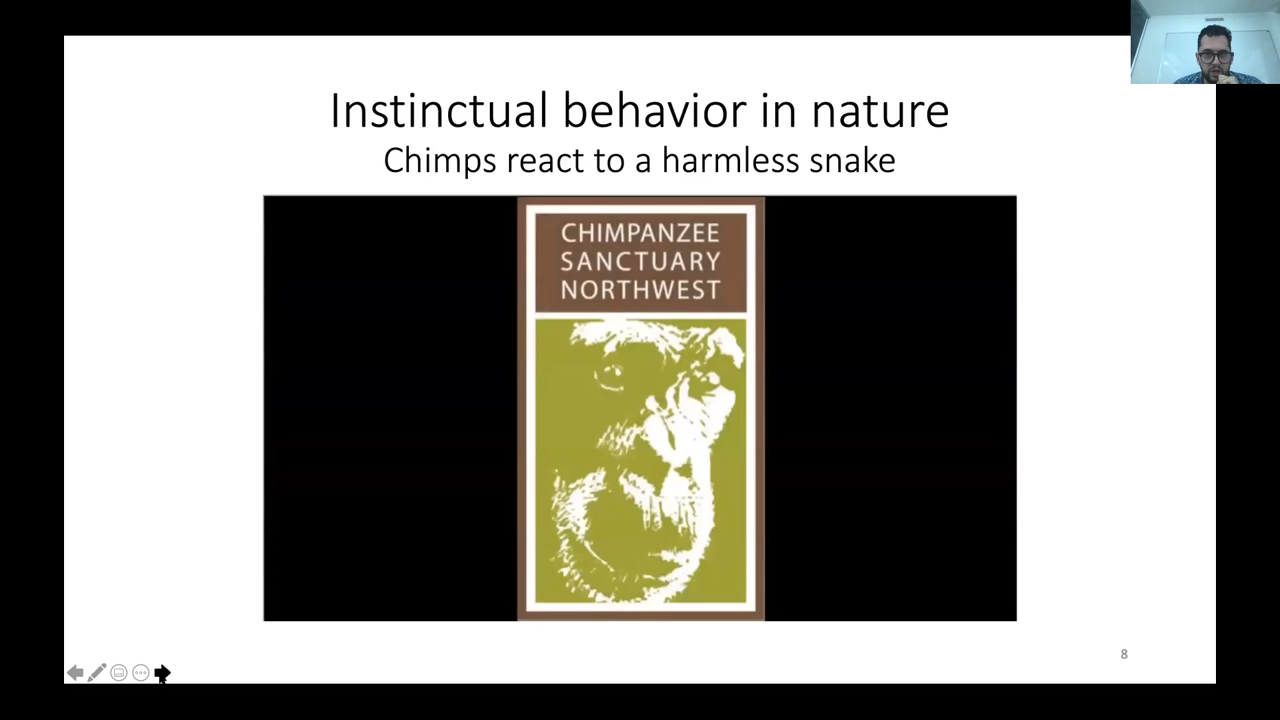 Instinctual behavior in nature
Chimps react to a harmless snake
CHIMPANZEE
SANCTUARY
NORTHWEST
8